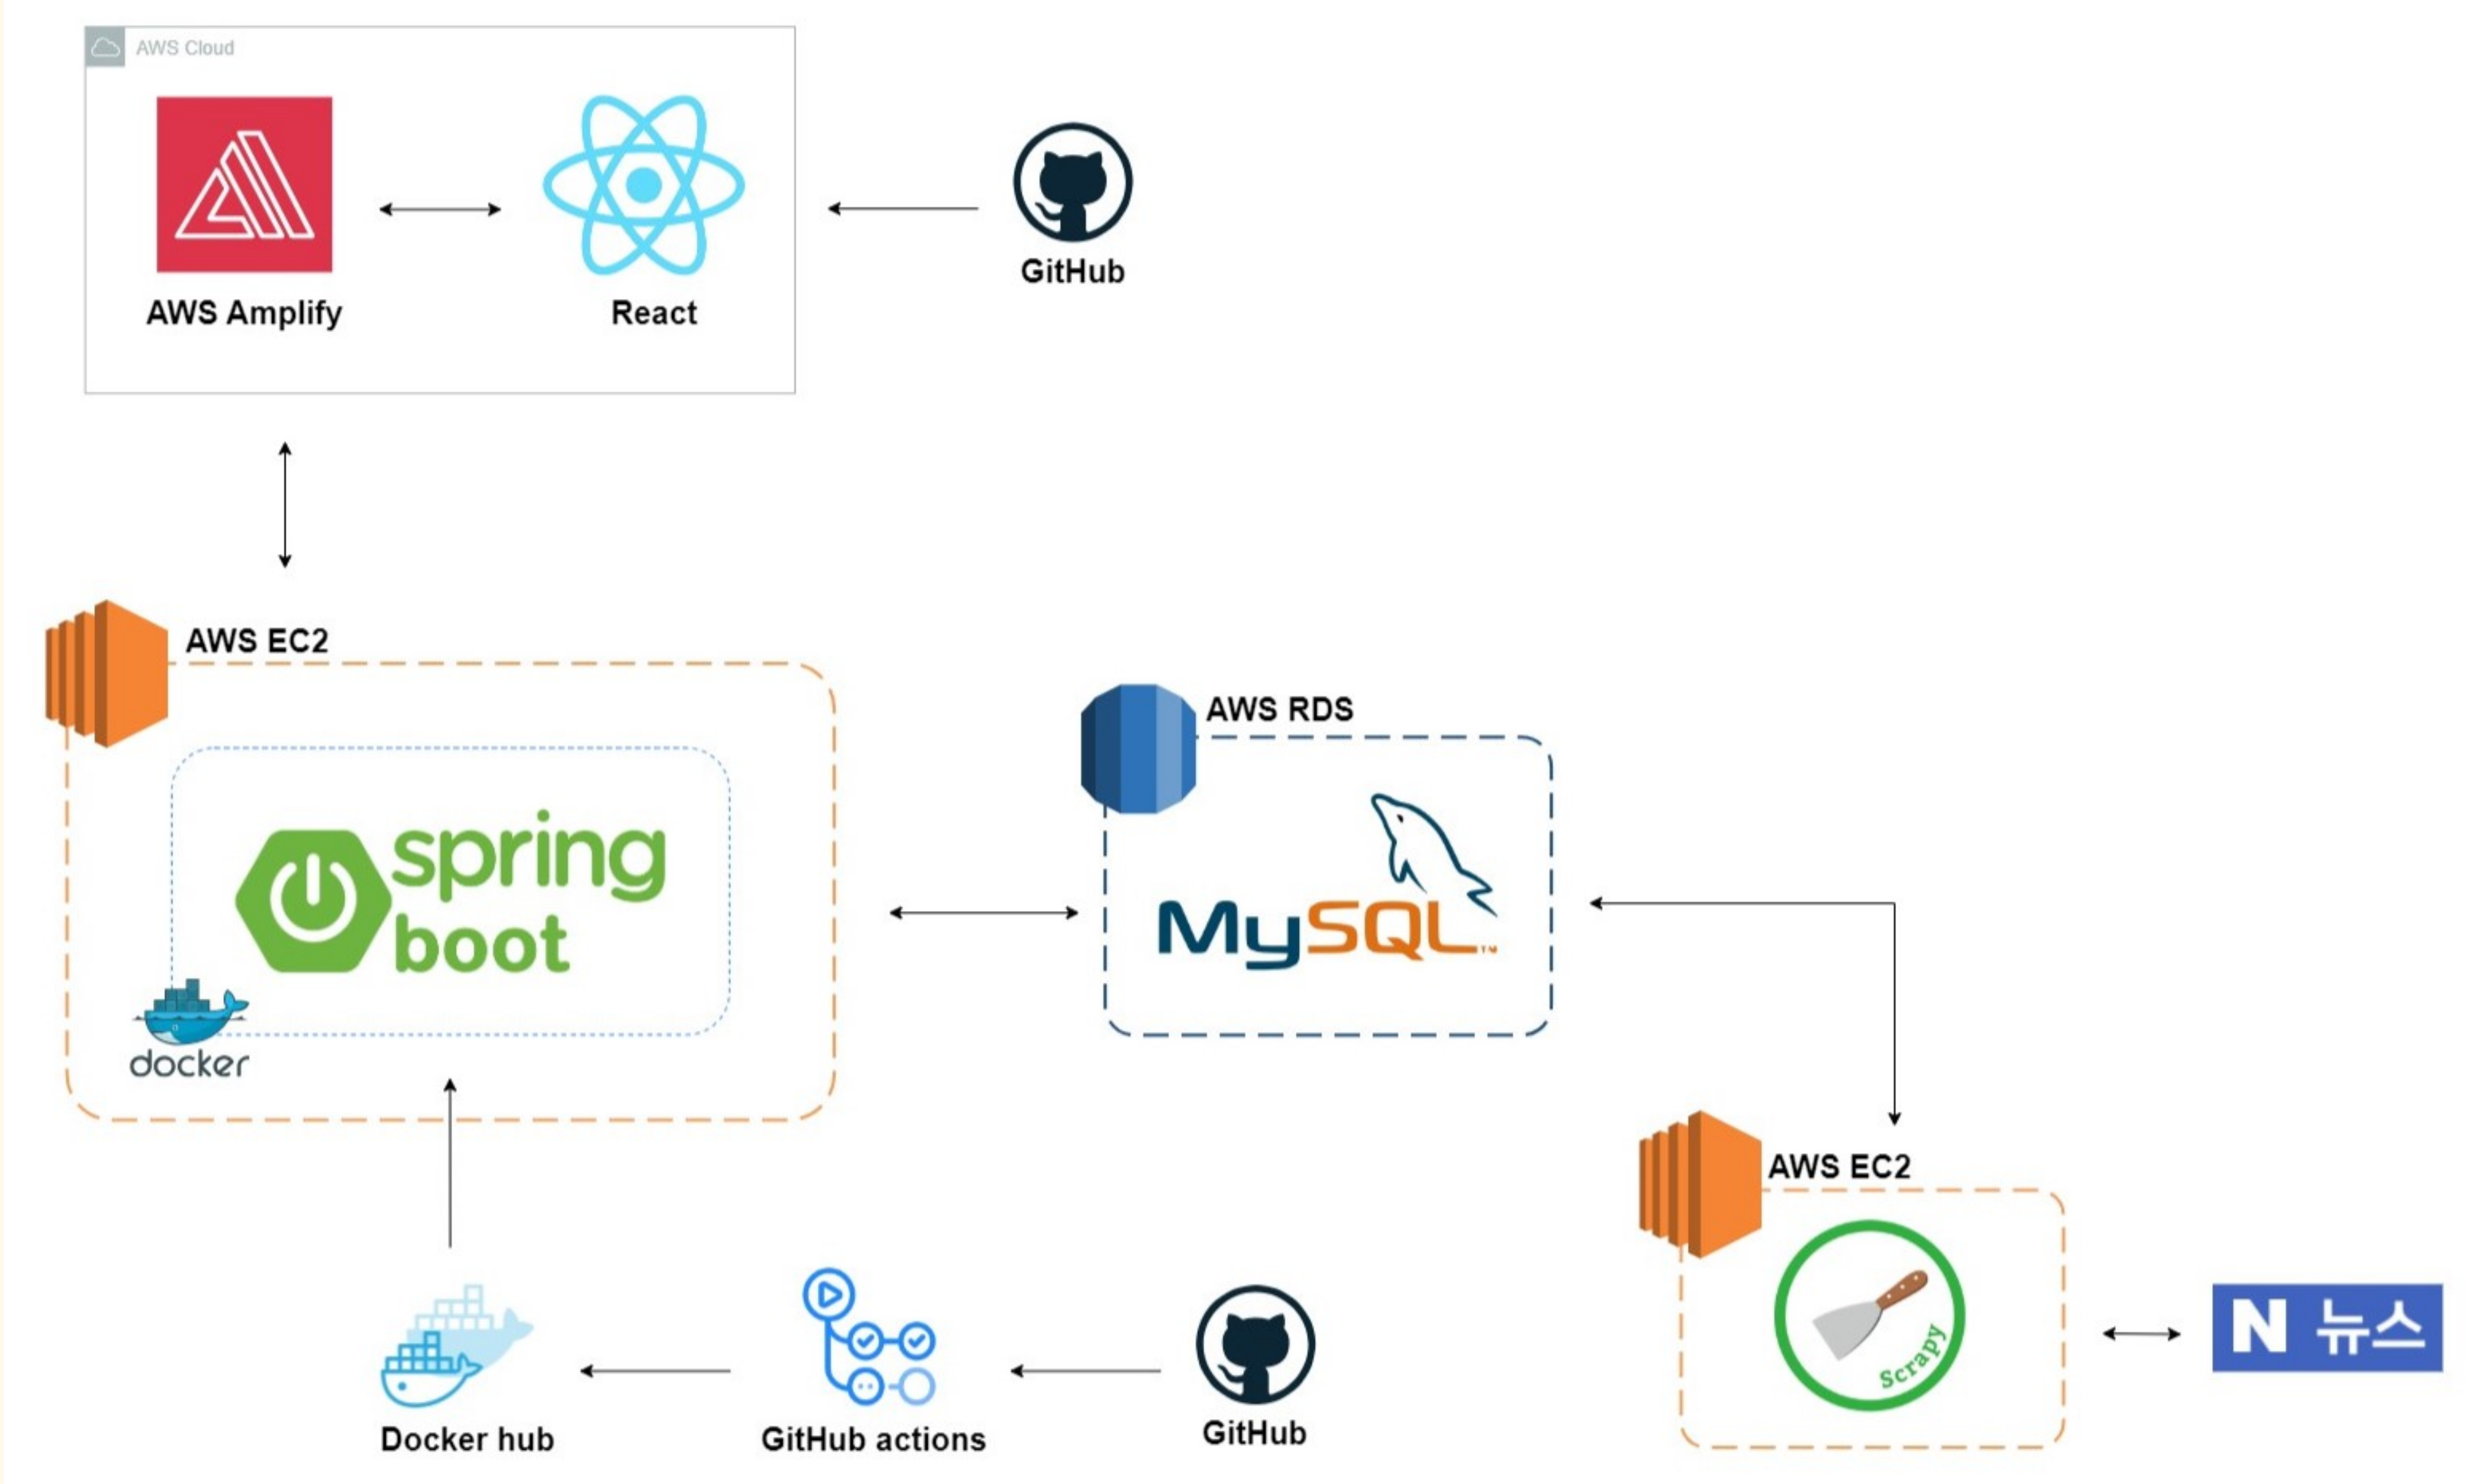 AWS Cloud
AWS Amplify
React
GitHub
AWS EC2
spring
boot
docker
AWS RDS
MySQL™
AWS EC2
Scrapy
N 뉴스
Docker hub
GitHub actions
GitHub